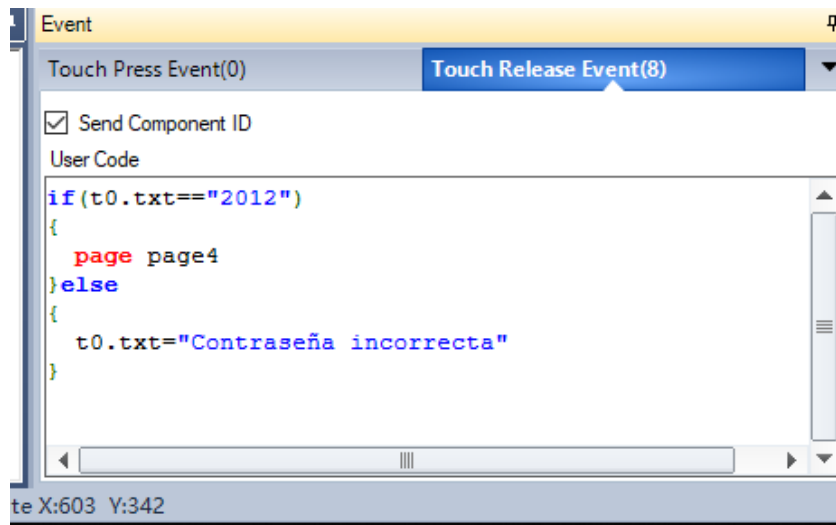 Event
Touch Press Event(0) Touch Release Event(8)
Send Component ID
User Code
if(t0.txt=="2012")
{
page page4
}else
{
t0.txt="Contraseña incorrecta"
}
te X:603 Y:342